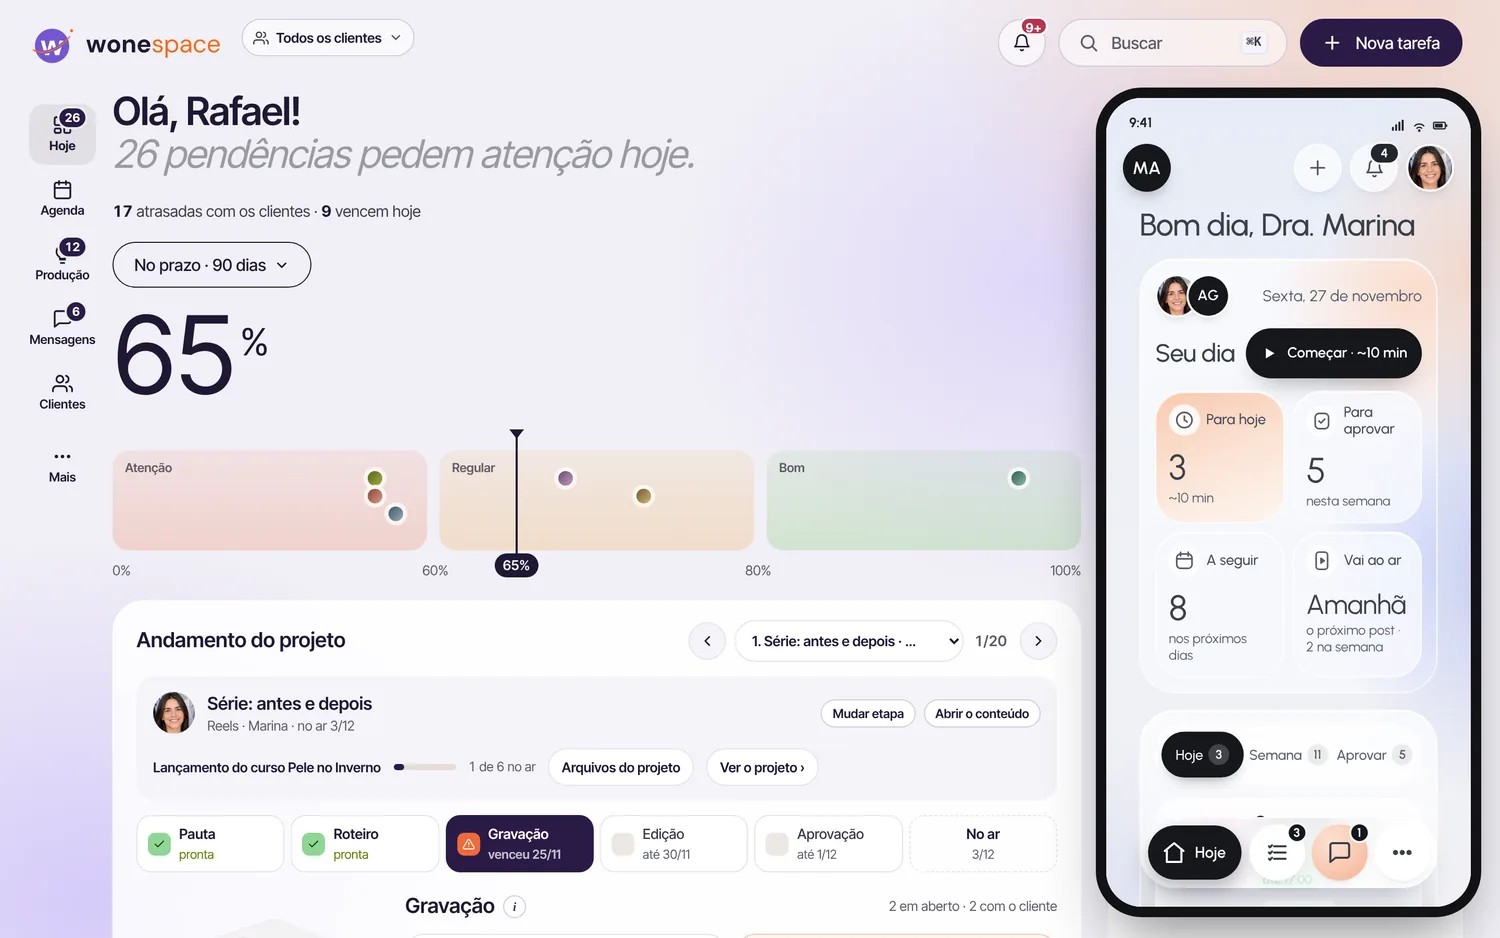 wonespace
Todos os clientes
9+
Buscar
⌘K
Nova tarefa
26
Hoje
Agenda
12
Produção
6
Mensagens
Clientes
Mais
Olá, Rafael!
26 pendências pedem atenção hoje.
17 atrasadas com os clientes · 9 vencem hoje
No prazo · 90 dias
65%
Atenção
Regular
Bom
0%
60%
65%
80%
100%
Andamento do projeto
1. Série: antes e depois · ...
1/20
Série: antes e depois
Reels · Marina · no ar 3/12
Mudar etapa
Abrir o conteúdo
Lançamento do curso Pele no Inverno
1 de 6 no ar
Arquivos do projeto
Ver o projeto ›
Pauta
pronta
Roteiro
pronta
Gravação
venceu 25/11
Edição
até 30/11
Aprovação
até 1/12
No ar
3/12
Gravação
i
2 em aberto · 2 com o cliente
9:41
MA
4
Bom dia, Dra. Marina
AG
Sexta, 27 de novembro
Seu dia
Começar · ~10 min
Para hoje
3
~10 min
Para
aprovar
5
nesta semana
A seguir
8
nos próximos
dias
Vai ao ar
Amanhã
o próximo post ·
2 na semana
Hoje 3
Semana 11
Aprovar 5
Hoje
3
1